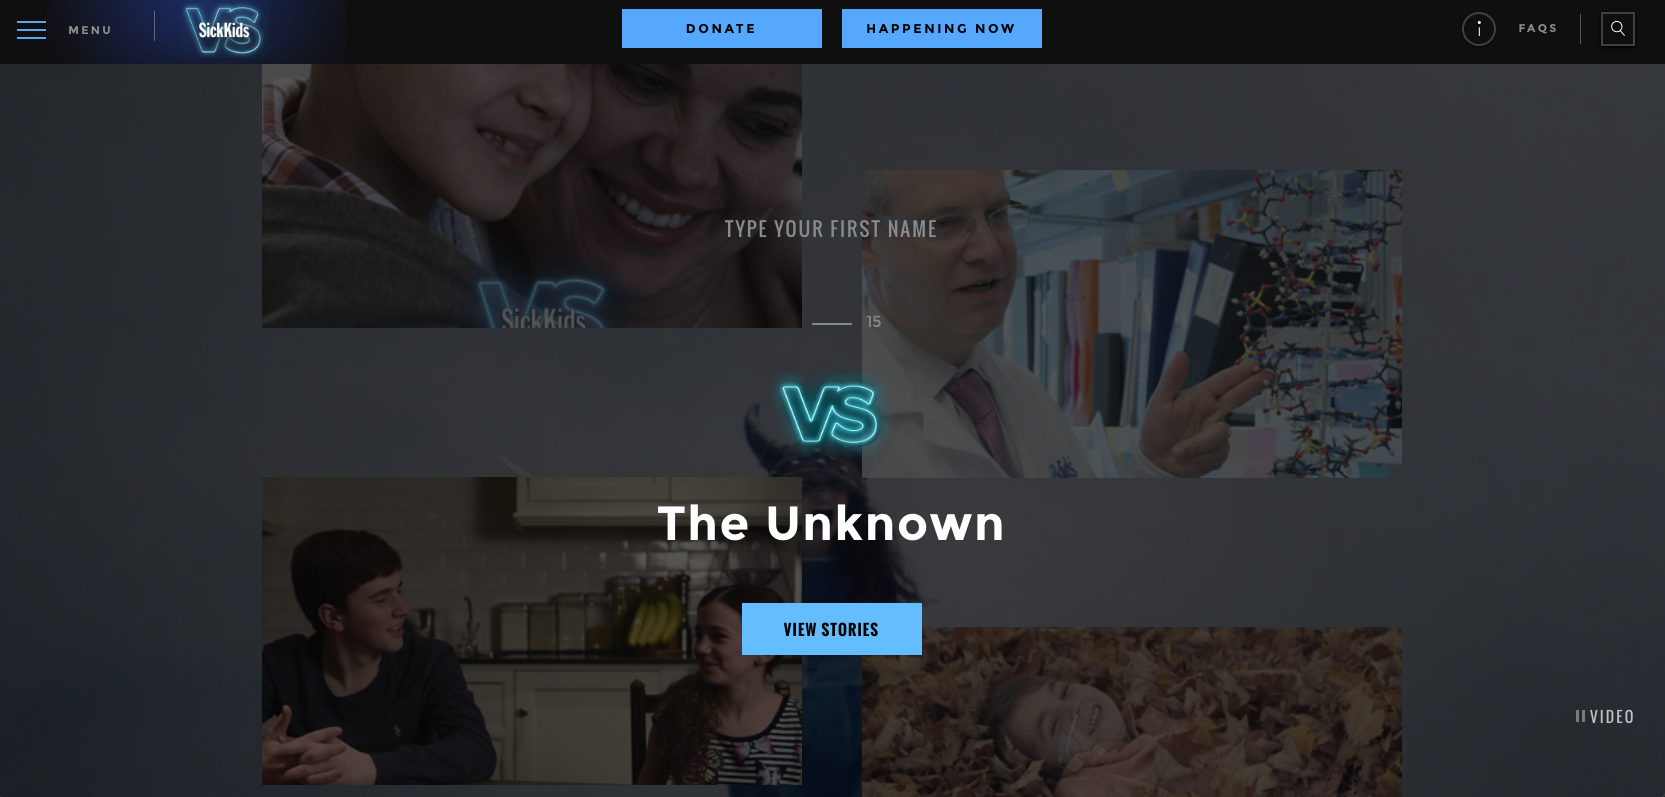 MENU
VS
SickKids
DONATE
HAPPENING NOW
i
FAQS
TYPE YOUR FIRST NAME
VS
SickKids
15
VS
The Unknown
VIEW STORIES
VIDEO